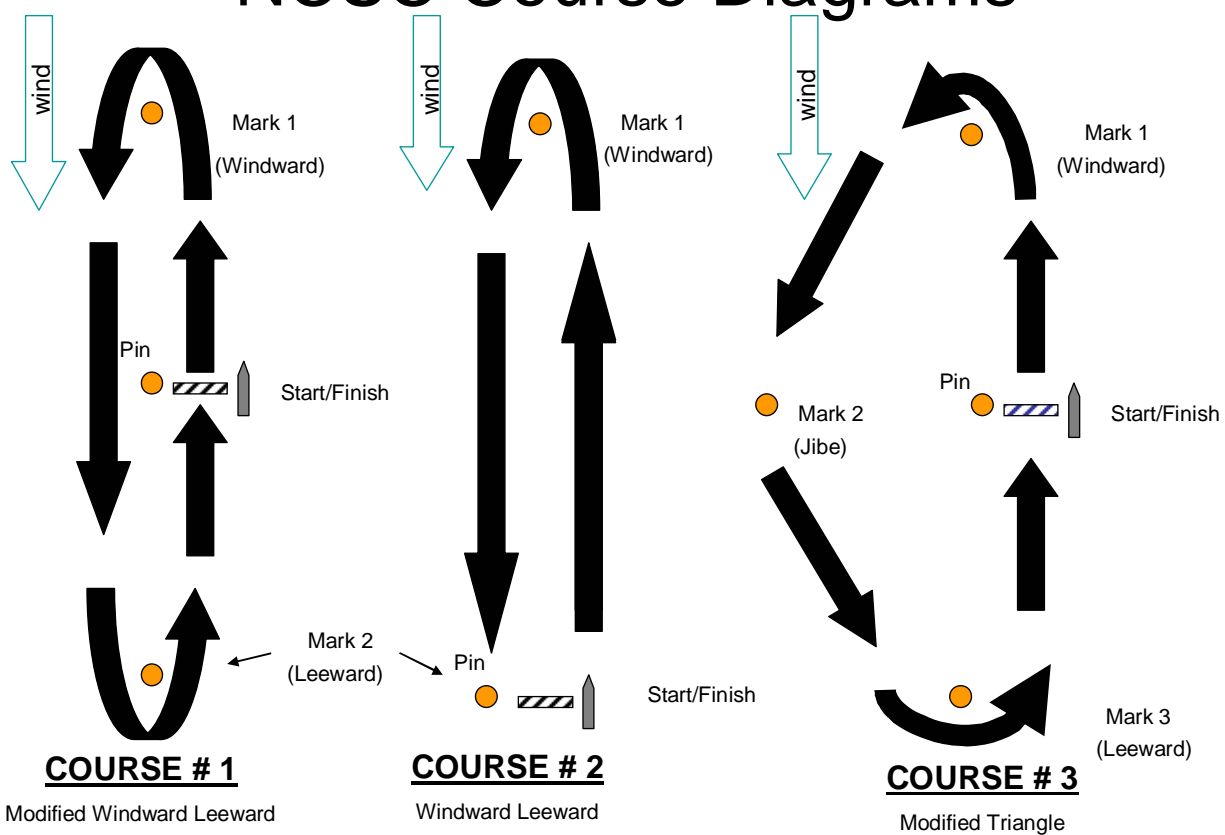 Course Diagrams
wind
Mark 1
(Windward)
Pin
Start/Finish
Mark 2
(Leeward)
COURSE # 1
Modified Windward Leeward
wind
Mark 1
(Windward)
Pin
Start/Finish
COURSE # 2
Windward Leeward
wind
Mark 1
(Windward)
Mark 2
(Jibe)
Pin
Start/Finish
Mark 3
(Leeward)
COURSE # 3
Modified Triangle